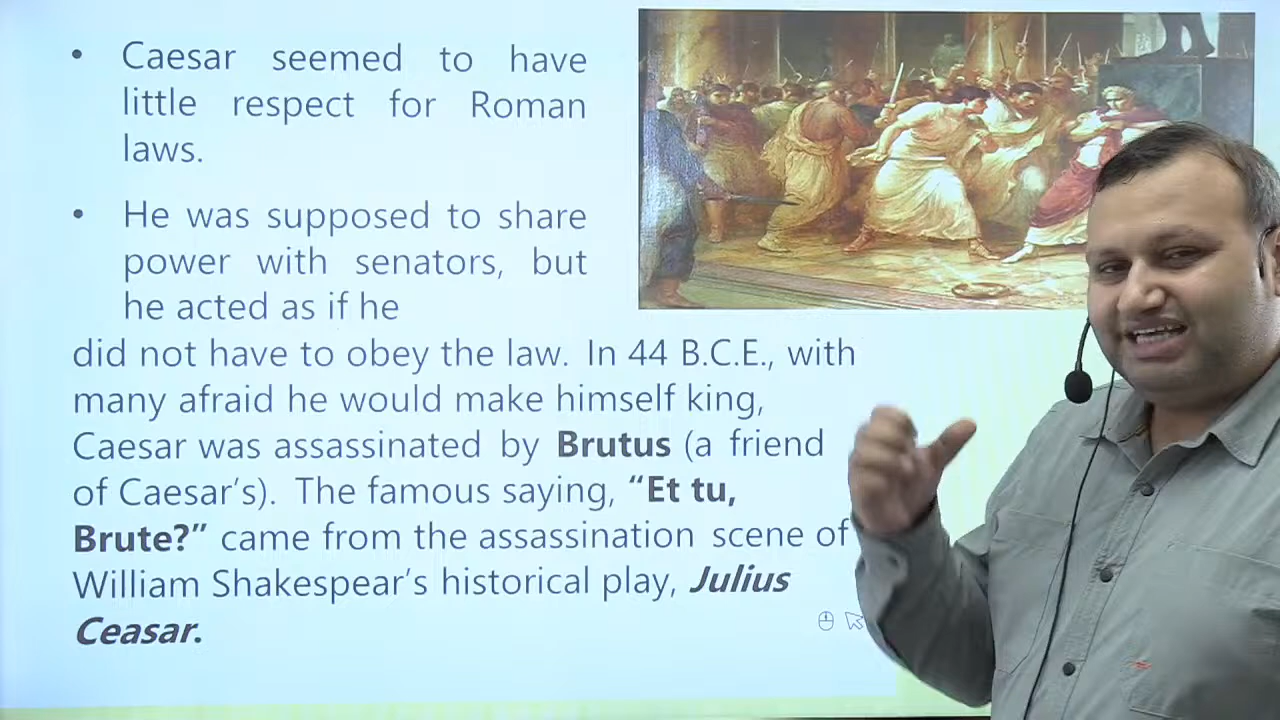 • Caesar seemed to have
little respect for Roman
laws.
• He was supposed to share
power with senators, but
he acted as if he
did not have to obey the law. In 44 B.C.E., with
many afraid he would make himself king,
Caesar was assassinated by Brutus (a friend
of Caesar's). The famous saying, “Et tu,
Brute?” came from the assassination scene of
William Shakespear's historical play, Julius
Ceasar.